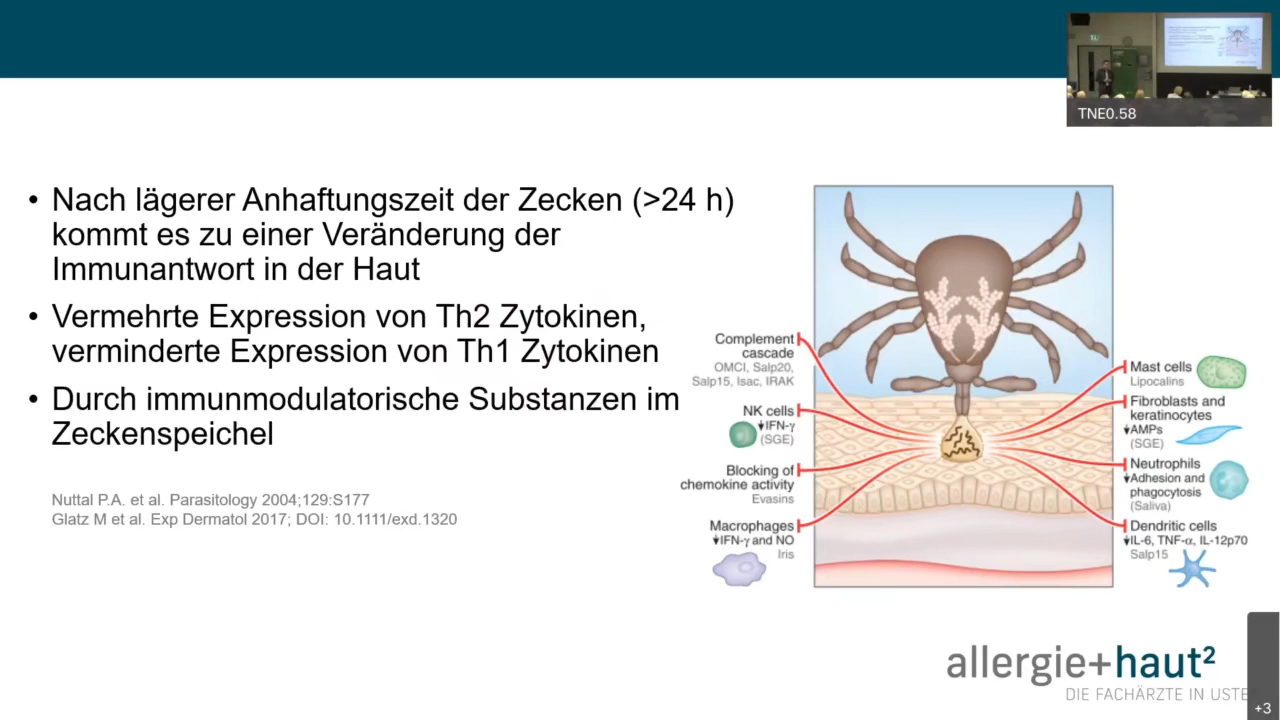 TNE0.58
• Nach lägerer Anhaftungszeit der Zecken (>24 h)
kommt es zu einer Veränderung der
Immunantwort in der Haut
• Vermehrte Expression von Th2 Zytokinen,
verminderte Expression von Th1 Zytokinen
• Durch immunmodulatorische Substanzen im
Zeckenspeichel
Nuttal P.A. et al. Parasitology 2004;129:S177
Glatz M et al. Exp Dermatol 2017; DOI: 10.1111/exd.1320
Complement
cascade
OMCI, Salp20,
Salp15, Isac, IRAK
NK cells
↓IFN-γ
(SGE)
Blocking of
chemokine activity
Evasins
Macrophages
↓IFN-γ and NO
Iris
Mast cells
Lipocalins
Fibroblasts and
keratinocytes
↓AMPs
(SGE)
Neutrophils
↓Adhesion and
phagocytosis
(Saliva)
Dendritic cells
↓IL-6, TNF-α, IL-12p70
Salp15
allergie+haut²
DIE FACHÄRZTE IN USTE
+3